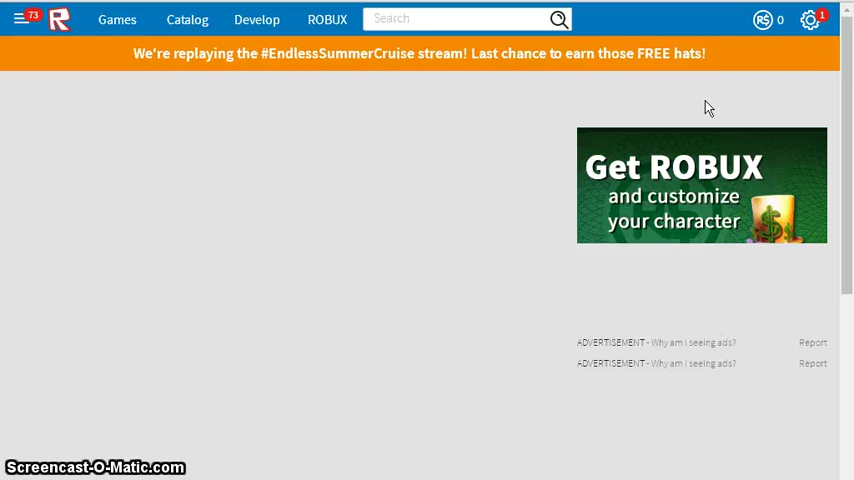 73 R Games Catalog Develop ROBUX Search R$ 0 1
We're replaying the #EndlessSummerCruise stream! Last chance to earn those FREE hats!
Get ROBUX
and customize
your character
ADVERTISEMENT - Why am I seeing ads? Report
ADVERTISEMENT - Why am I seeing ads? Report
Screencast-O-Matic.com